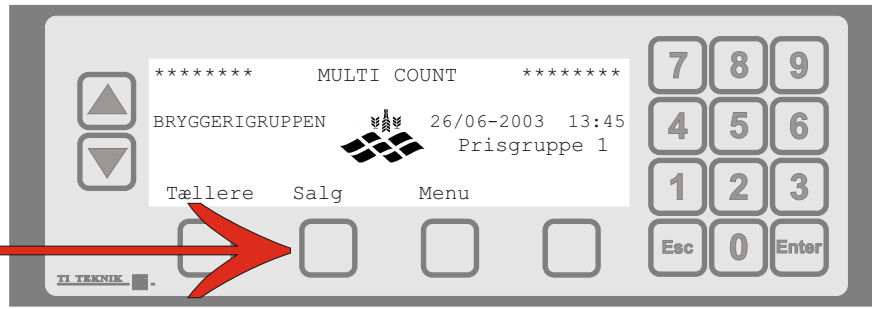 ******** MULTI COUNT ********
BRYGGERIGRUPPEN 26/06-2003 13:45
Prisgruppe 1
Tællere Salg Menu
7 8 9
4 5 6
1 2 3
Esc 0 Enter
TI TEKNIK